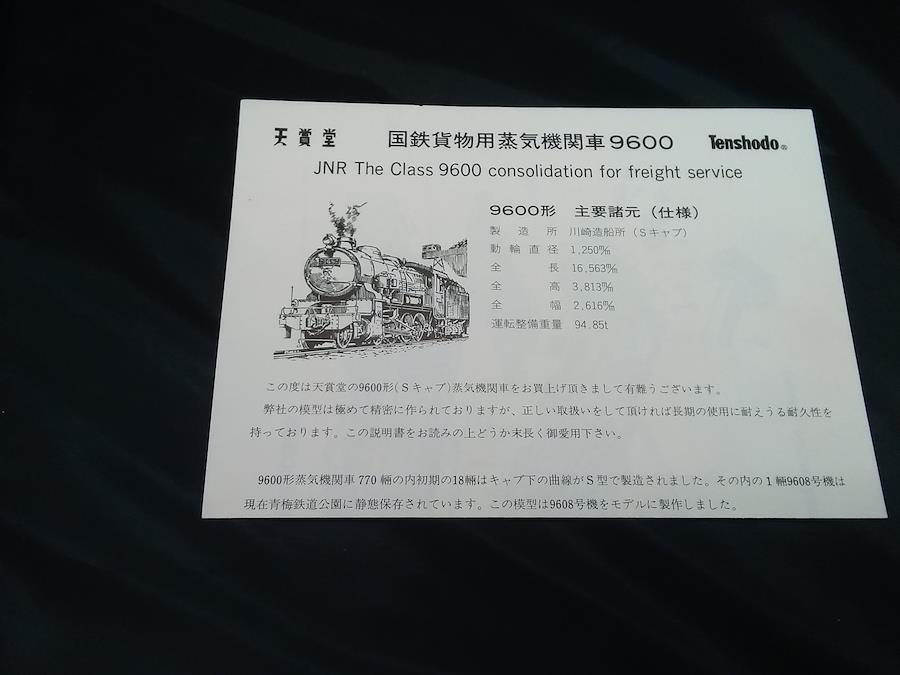 天賞堂 国鉄貨物用蒸気機関車9600 Tenshodo®
JNR The Class 9600 consolidation for freight service
9600形 主要諸元（仕様）
製造所 川崎造船所（Sキャブ）
動輪直径 1,250㎜
全長 16,563㎜
全高 3,813㎜
全幅 2,616㎜
運転整備重量 94.85t
この度は天賞堂の9600形(Sキャブ)蒸気機関車をお買上げ頂きまして有難うございます。
弊社の模型は極めて精密に作られておりますが、正しい取扱いをして頂ければ長期の使用に耐えうる耐久性を
持っております。この説明書をお読みの上どうか末長く御愛用下さい。
9600形蒸気機関車770輛の内初期の18輛はキャブ下の曲線がS型で製造されました。その内の1輛9608号機は
現在青梅鉄道公園に静態保存されています。この模型は9608号機をモデルに製作しました。